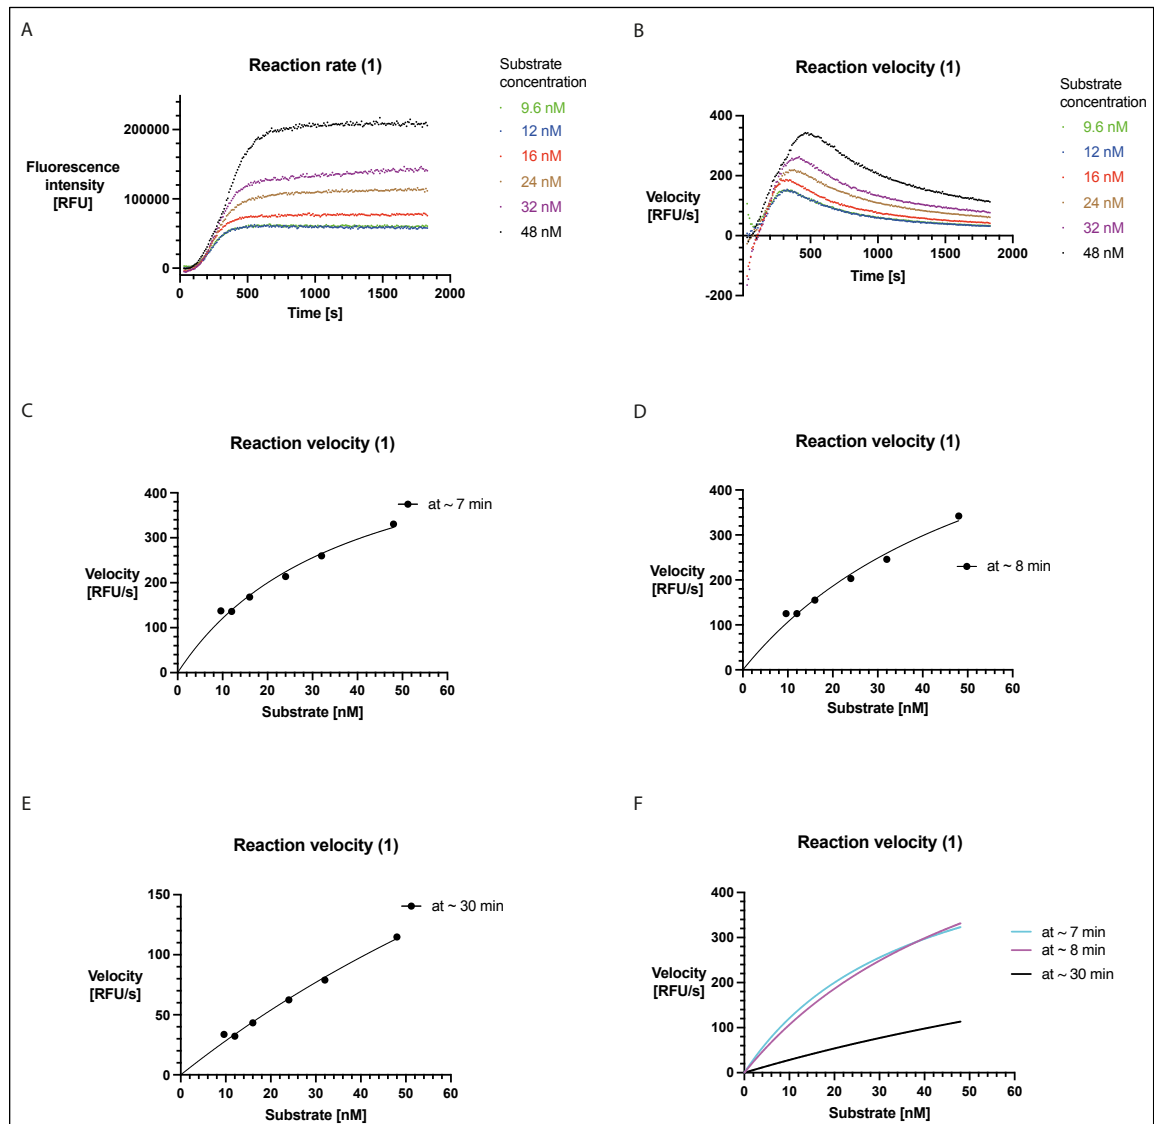 A
Reaction rate (1)
Fluorescence
intensity
[RFU]
200000
100000
0
0
500
1000
1500
2000
Time [s]
Substrate
concentration
9.6 nM
12 nM
16 nM
24 nM
32 nM
48 nM
B
Reaction velocity (1)
Velocity
[RFU/s]
400
200
0
-200
500
1000
1500
2000
Time [s]
Substrate
concentration
9.6 nM
12 nM
16 nM
24 nM
32 nM
48 nM
C
Reaction velocity (1)
Velocity
[RFU/s]
400
300
200
100
0
0
10
20
30
40
50
60
Substrate [nM]
at ~ 7 min
D
Reaction velocity (1)
Velocity
[RFU/s]
400
300
200
100
0
0
10
20
30
40
50
60
Substrate [nM]
at ~ 8 min
E
Reaction velocity (1)
Velocity
[RFU/s]
150
100
50
0
0
10
20
30
40
50
60
Substrate [nM]
at ~ 30 min
F
Reaction velocity (1)
Velocity
[RFU/s]
400
300
200
100
0
0
10
20
30
40
50
60
Substrate [nM]
at ~ 7 min
at ~ 8 min
at ~ 30 min